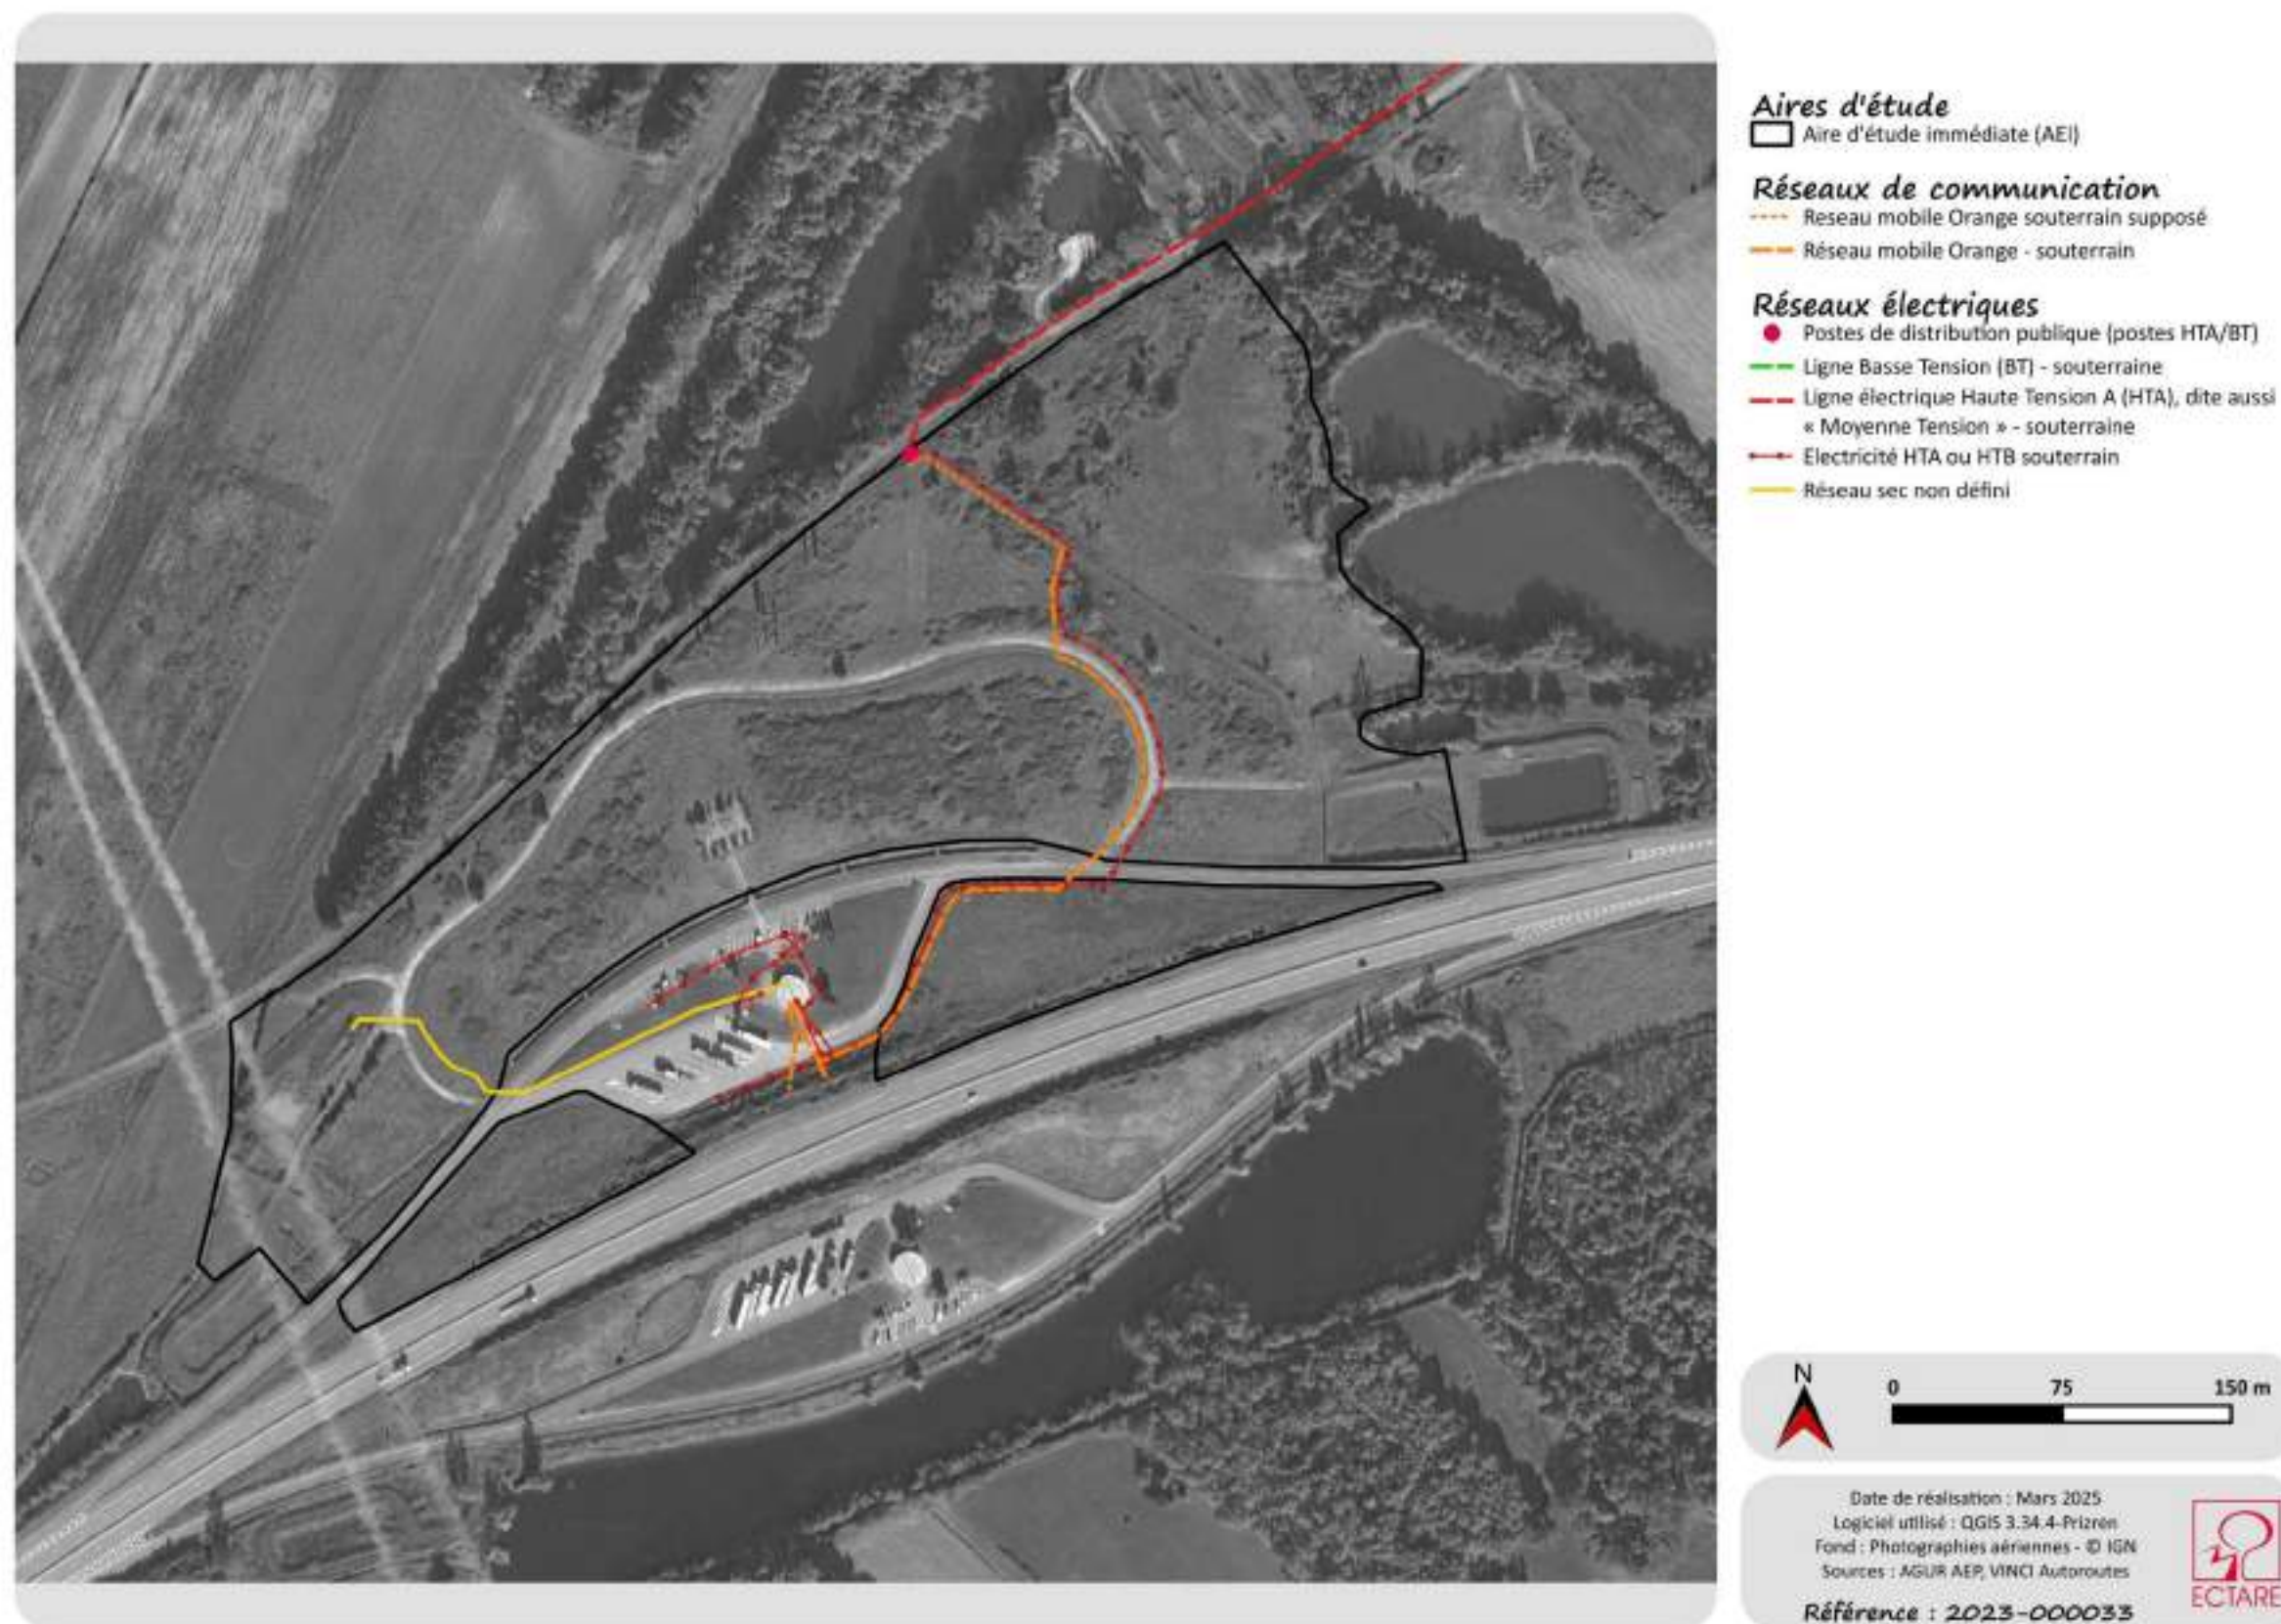 Aires d'étude
Aire d'étude immédiate (AEI)
Réseaux de communication
Reseau mobile Orange souterrain supposé
Réseau mobile Orange - souterrain
Réseaux électriques
Postes de distribution publique (postes HTA/BT)
Ligne Basse Tension (BT) - souterraine
Ligne électrique Haute Tension A (HTA), dite aussi
« Moyenne Tension » - souterraine
Electricité HTA ou HTB souterrain
Réseau sec non défini
N
0 75 150 m
Date de réalisation : Mars 2025
Logiciel utilisé : QGIS 3.34.4-Prizren
Fond : Photographies aériennes - © IGN
Sources : AGUR AEP, VINCI Autoroutes
Référence : 2023-000033
ECTARE